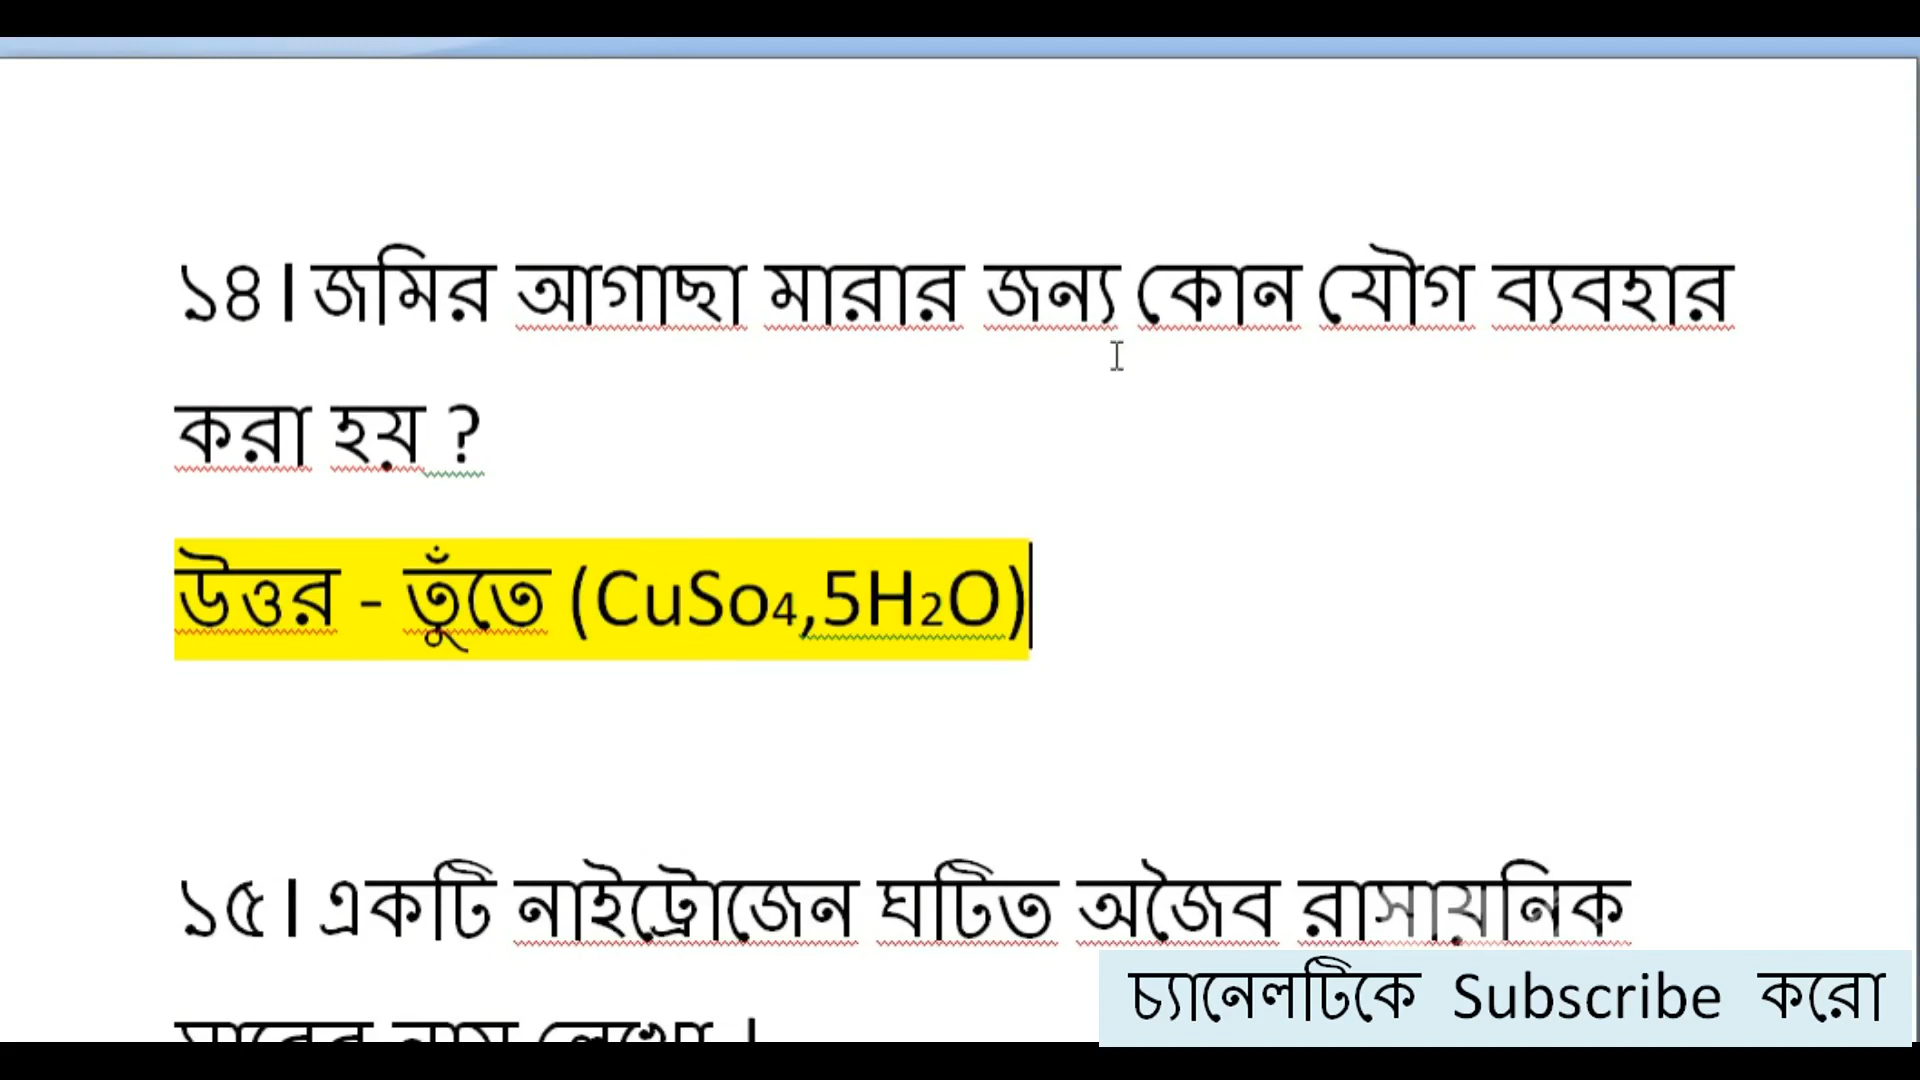 ১৪। জমির আগাছা মারার জন্য কোন যৌগ ব্যবহার
করা হয় ?
উত্তর - তুঁতে (CuSo4,5H2O)
১৫। একটি নাইট্রোজেন ঘটিত অজৈব রাসায়নিক
সারের নাম লেখো ।
চ্যানেলটিকে Subscribe করো